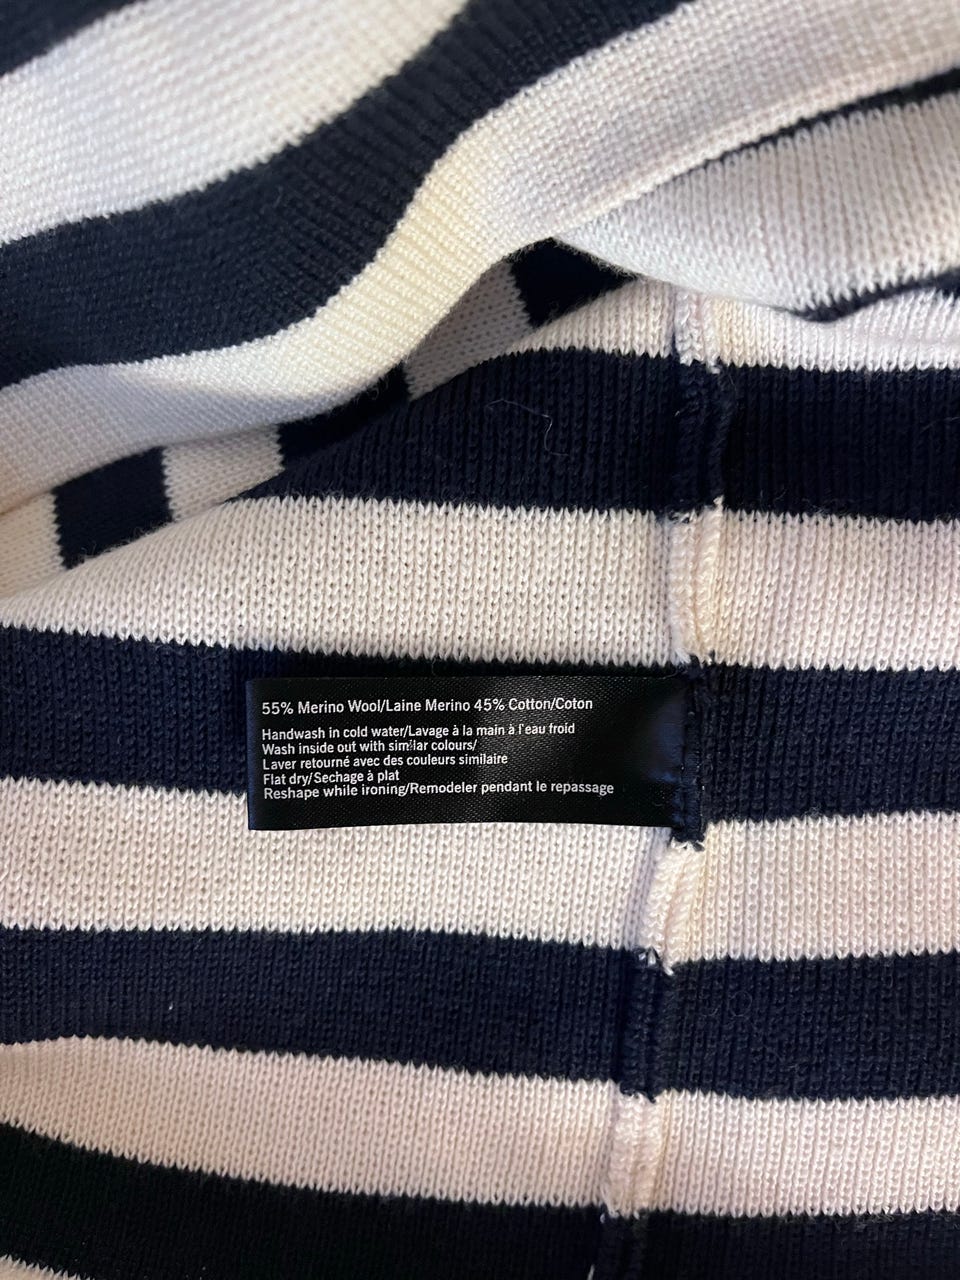 55% Merino Wool/Laine Merino 45% Cotton/Coton
Handwash in cold water/Lavage à la main à l'eau froid
Wash inside out with similar colours/
Laver retourné avec des couleurs similaire
Flat dry/Sechage à plat
Reshape while ironing/Remodeler pendant le repassage